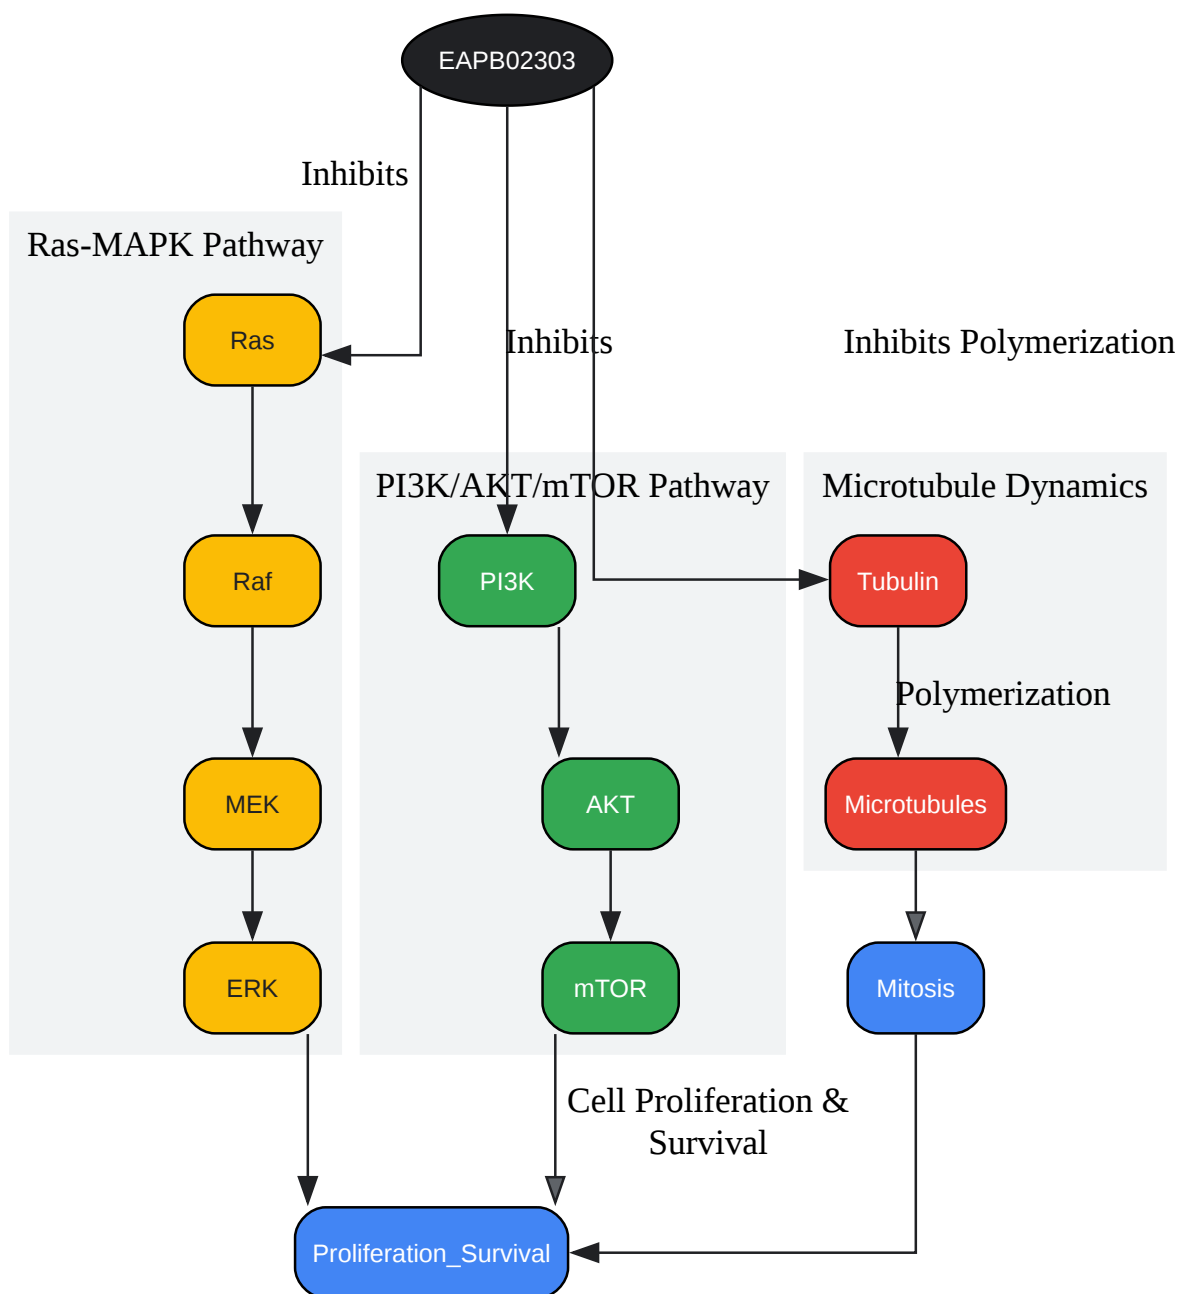 EAPB02303
Inhibits
Ras-MAPK Pathway
Ras
Inhibits
Inhibits Polymerization
PI3K/AKT/mTOR Pathway
Microtubule Dynamics
Raf
PI3K
Tubulin
Polymerization
MEK
AKT
Microtubules
ERK
mTOR
Mitosis
Cell Proliferation &
Survival
Proliferation_Survival